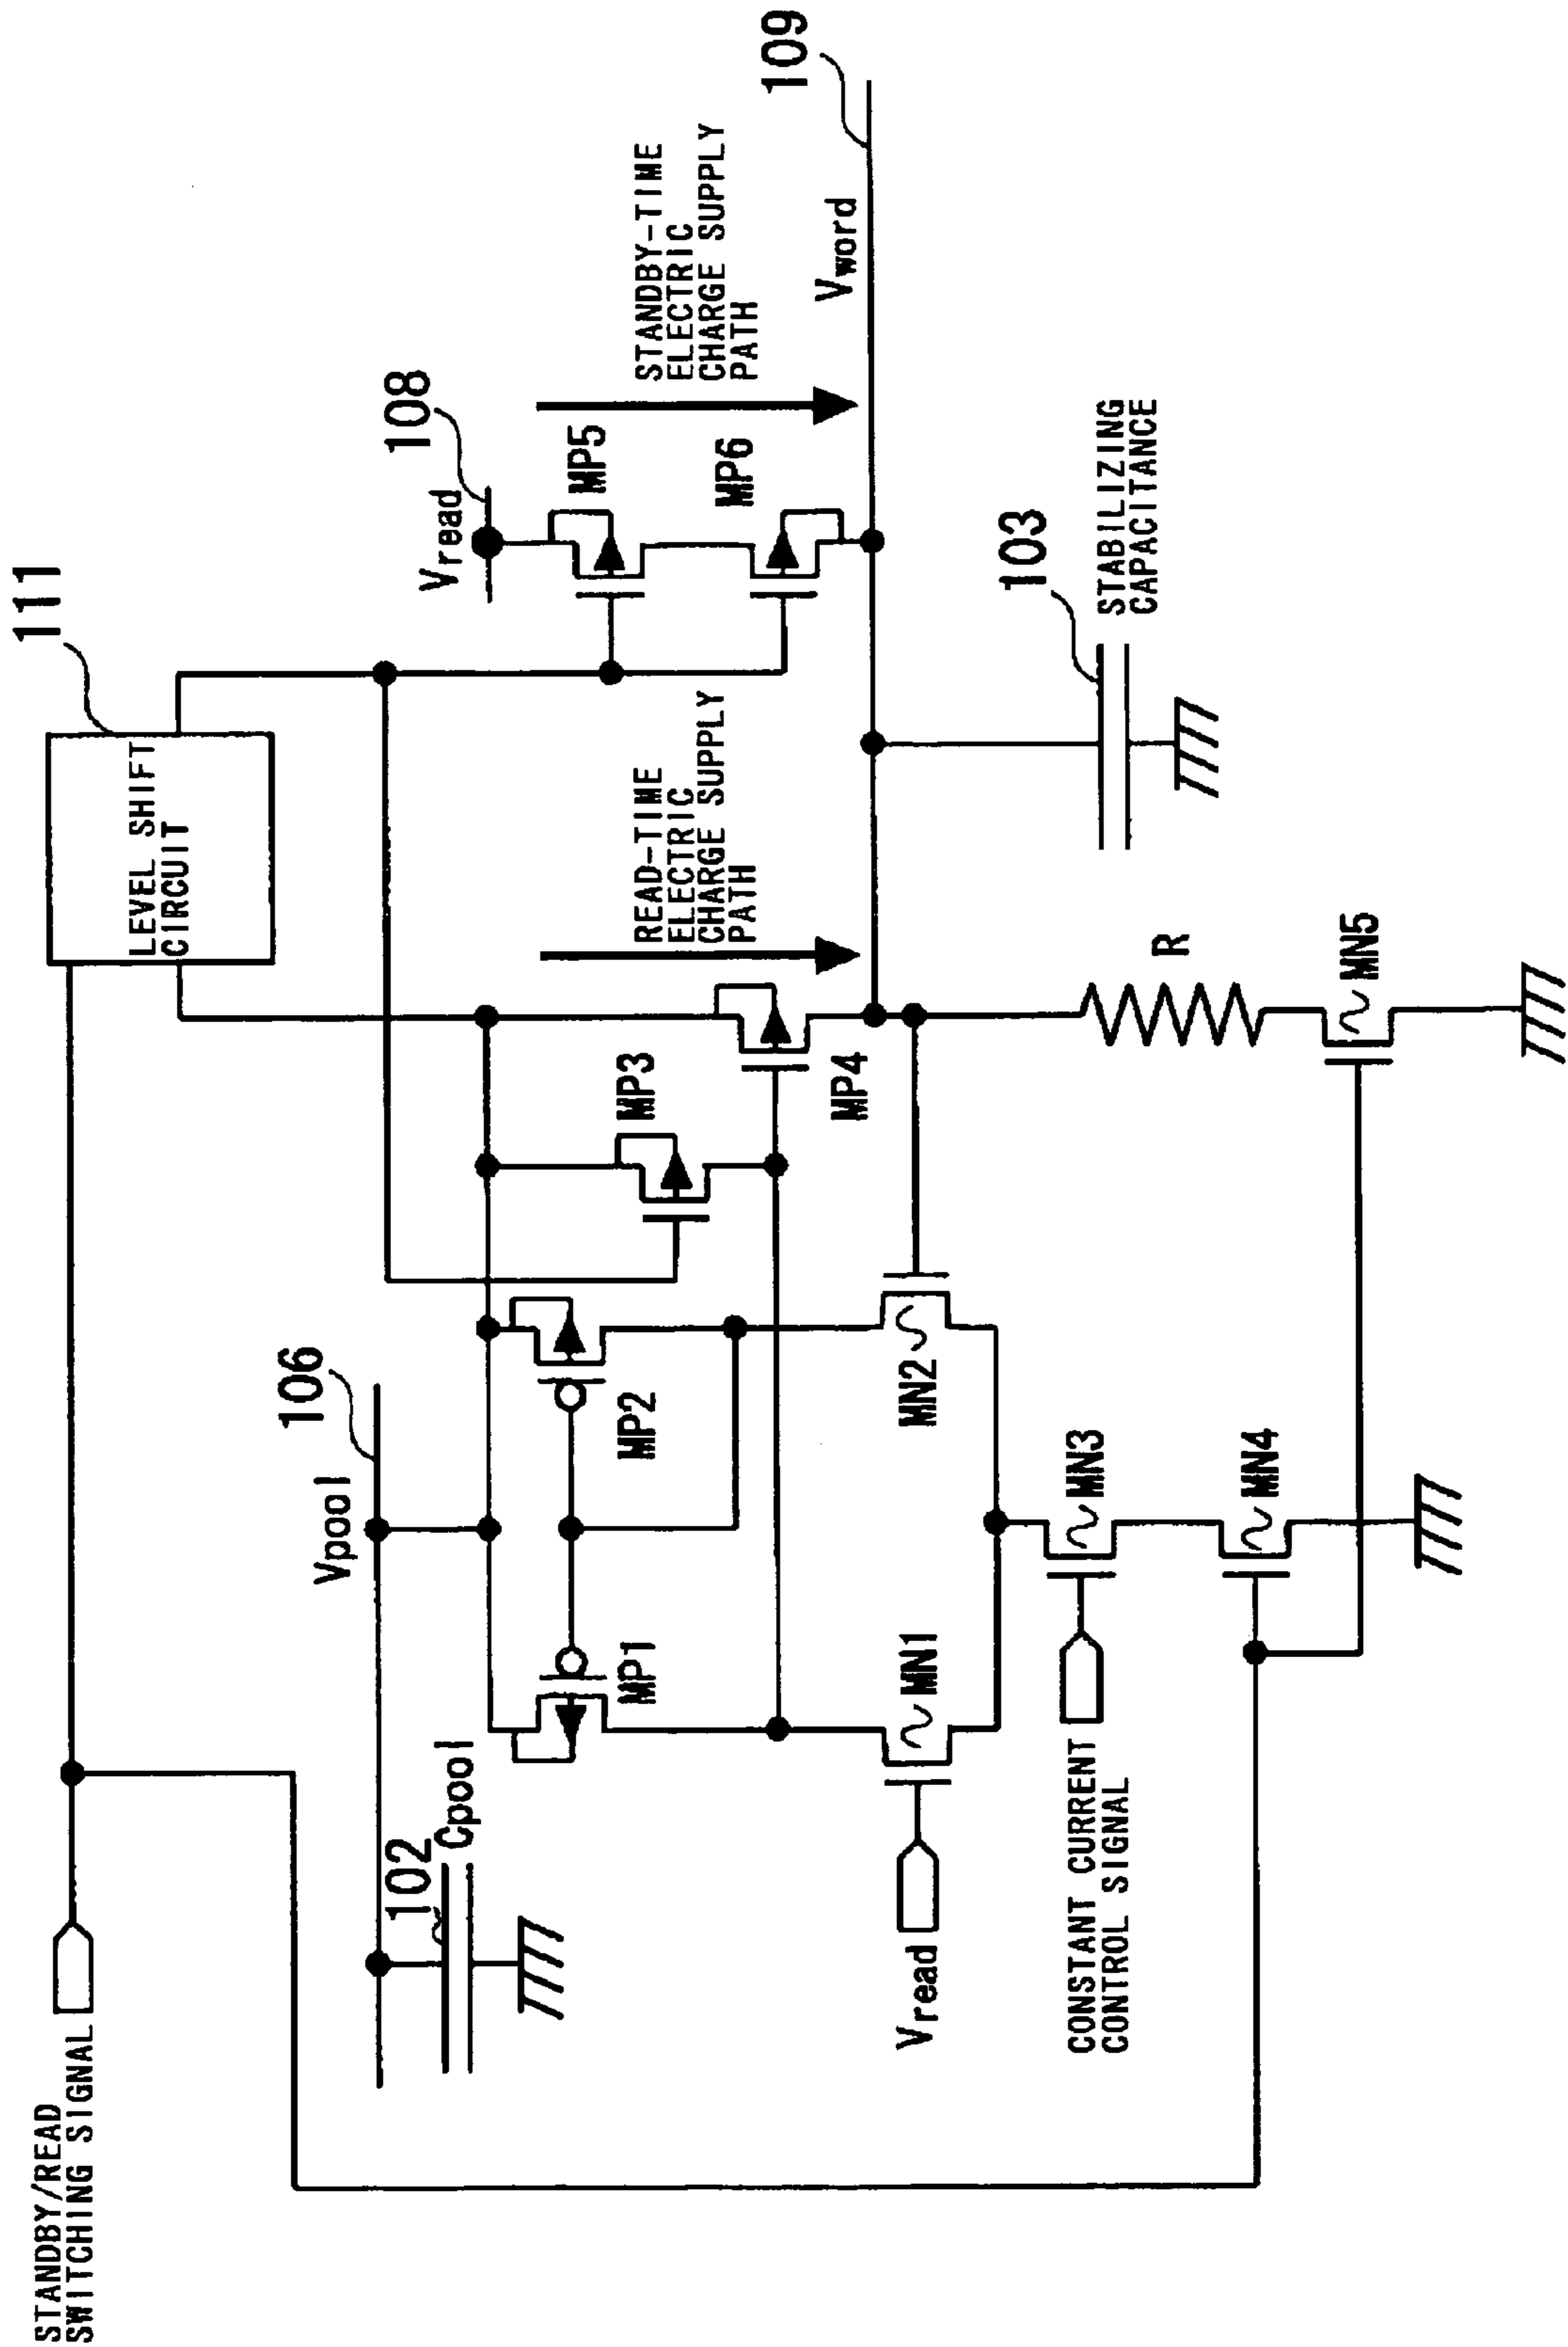 STANDBY/READ
SWITCHING SIGNAL
111
LEVEL SHIFT
CIRCUIT
106
Vpool
102
Cpool
108
Vread
MP5
MP6
STANDBY-TIME
ELECTRIC
CHARGE SUPPLY
PATH
109
Vword
READ-TIME
ELECTRIC
CHARGE SUPPLY
PATH
MP1
MP2
MP3
MP4
Vread
MN1
MN2
103
STABILIZING
CAPACITANCE
CONSTANT CURRENT
CONTROL SIGNAL
MN3
MN4
R
MN5